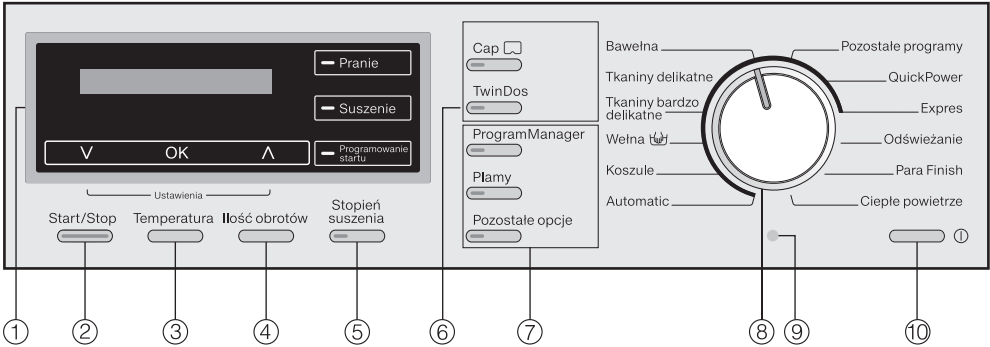 Pranie
Suszenie
Programowanie
startu
V OK Λ
Ustawienia
Start/Stop
Temperatura
Ilość obrotów
Stopień
suszenia
Cap
TwinDos
ProgramManager
Plamy
Pozostałe opcje
Bawełna
Tkaniny delikatne
Tkaniny bardzo
delikatne
Wełna
Koszule
Automatic
Pozostałe programy
QuickPower
Expres
Odświeżanie
Para Finish
Ciepłe powietrze
① ② ③ ④ ⑤ ⑥ ⑦ ⑧ ⑨ ⑩